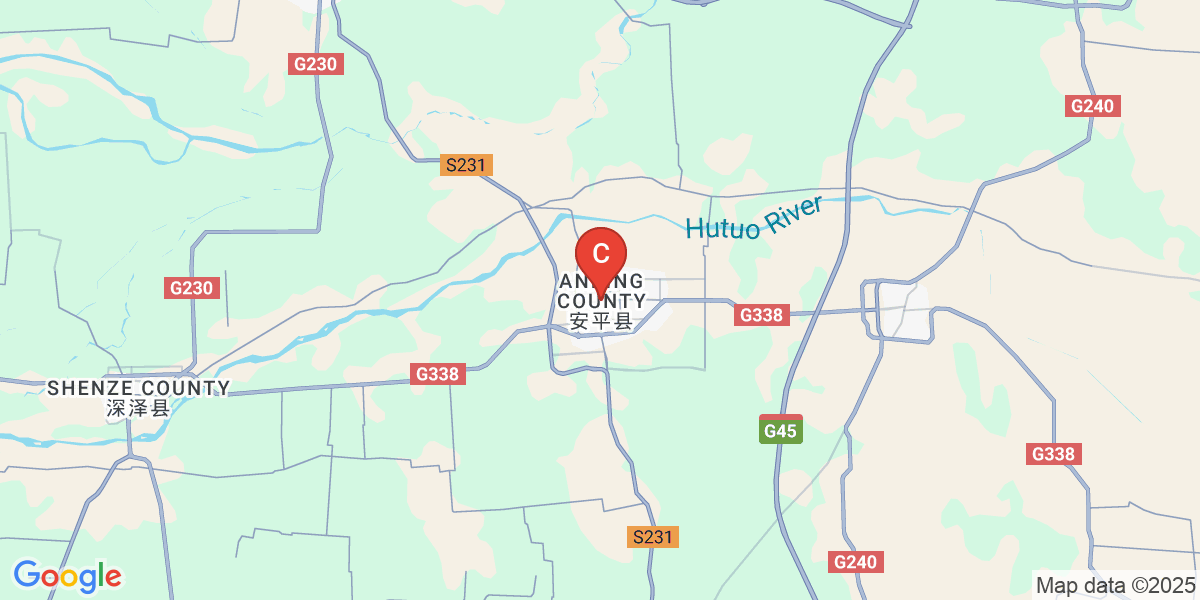 G230
G240
S231
Hutuo River
C
G230
COUNTY
安平县
G338
G338
SHENZE COUNTY
深泽县
G45
G338
S231
G240
Google
Map data ©2025